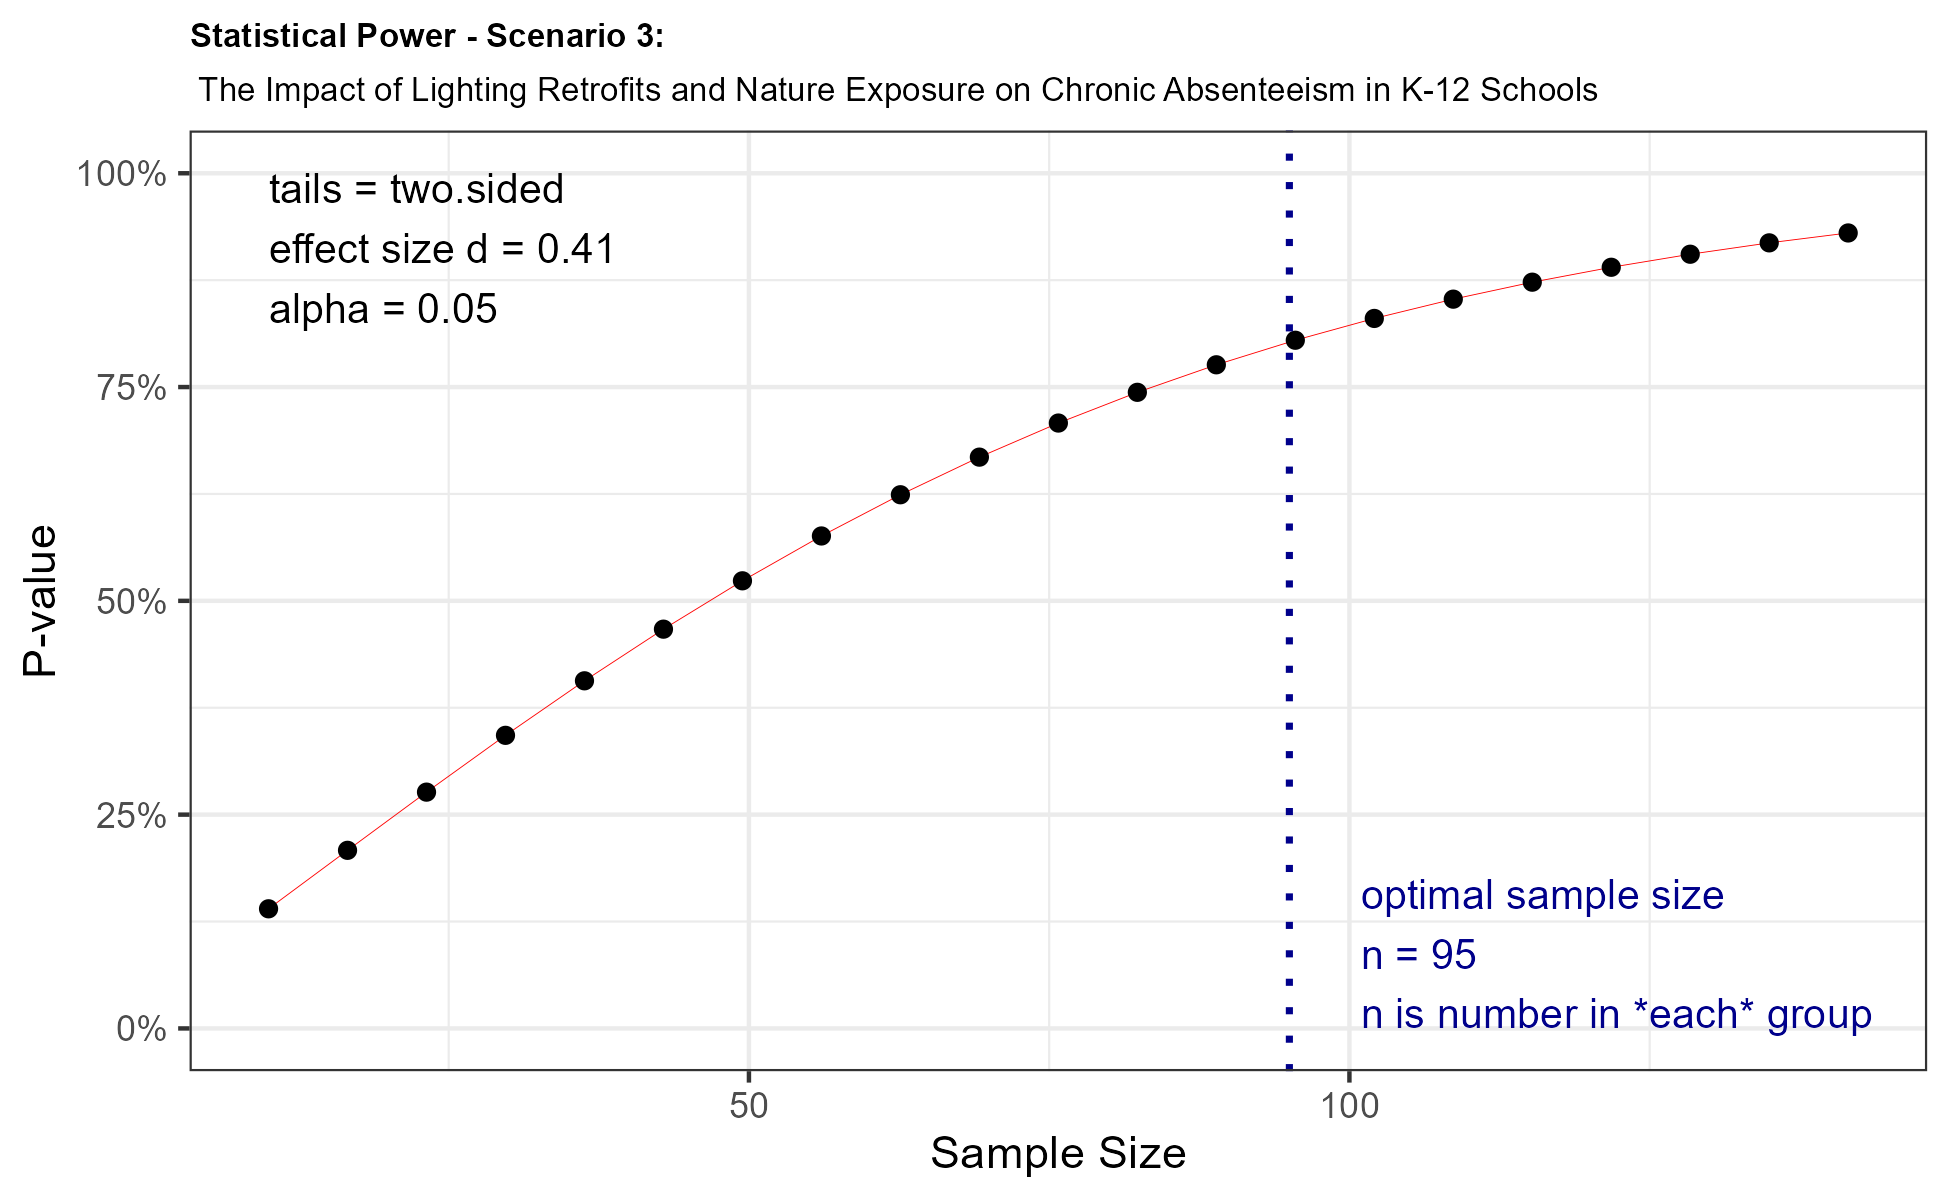 Statistical Power - Scenario 3:
The Impact of Lighting Retrofits and Nature Exposure on Chronic Absenteeism in K-12 Schools
100%
75%
50%
25%
0%
P-value
tails = two.sided
effect size d = 0.41
alpha = 0.05
optimal sample size
n = 95
n is number in *each* group
50
100
Sample Size